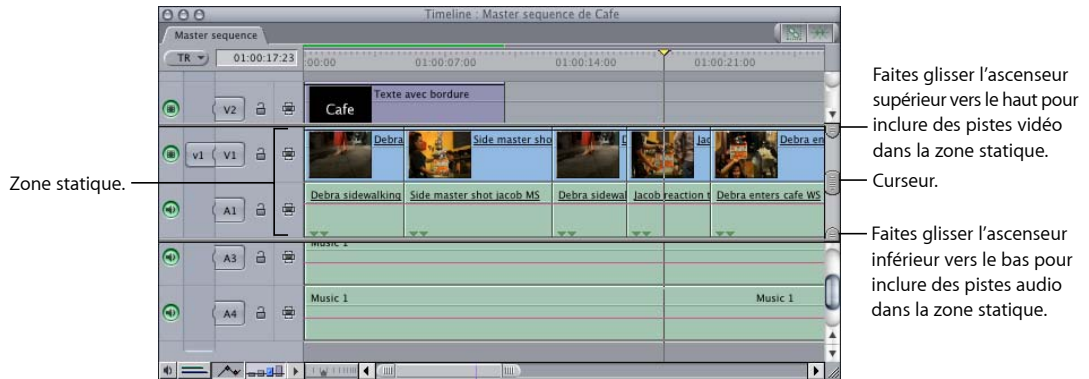 Timeline : Master sequence de Cafe
Master sequence
TR
01:00:17:23
:00:00
01:00:07:00
01:00:14:00
01:00:21:00
V2
Cafe
Texte avec bordure
v1
V1
Debra
Side master sho
Debra en
A1
Debra sidewalking
Side master shot jacob MS
Debra sidewal
Jacob reaction t
Debra enters cafe WS
A3
Music 1
A4
Music 1
Music 1
Zone statique.
Faites glisser l’ascenseur
supérieur vers le haut pour
inclure des pistes vidéo
dans la zone statique.
Curseur.
Faites glisser l’ascenseur
inférieur vers le bas pour
inclure des pistes audio
dans la zone statique.